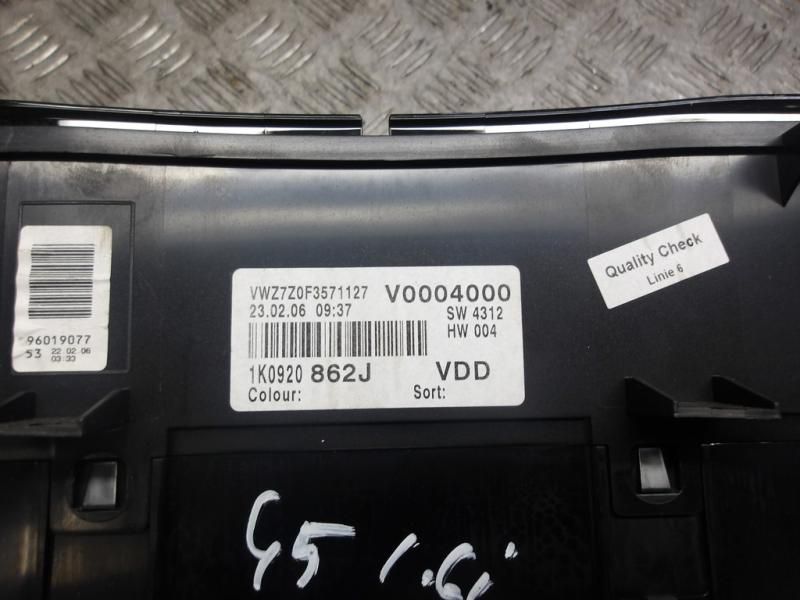 VWZ7Z0F3571127 V0004000
23.02.06 09:37 SW 4312
HW 004
1K0920 862J VDD
Colour: Sort:
96019077
53 22 02 06
03:33
Quality Check
Linie 6
G5 1.6i